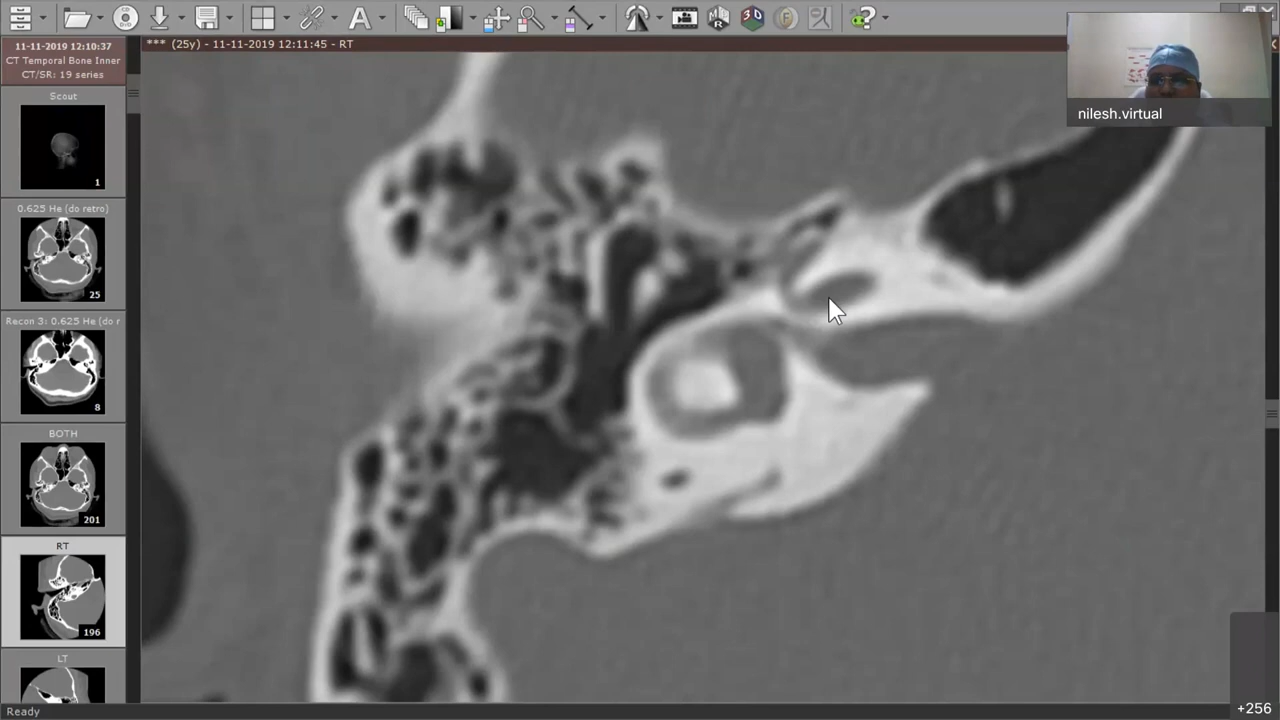 11-11-2019 12:10:37
CT Temporal Bone Inner
CT/SR: 19 series
*** (25y) - 11-11-2019 12:11:45 - RT
nilesh.virtual
Scout
1
0.625 He (do retro)
25
Recon 3: 0.625 He (do r
8
BOTH
201
RT
196
LT
Ready
+256